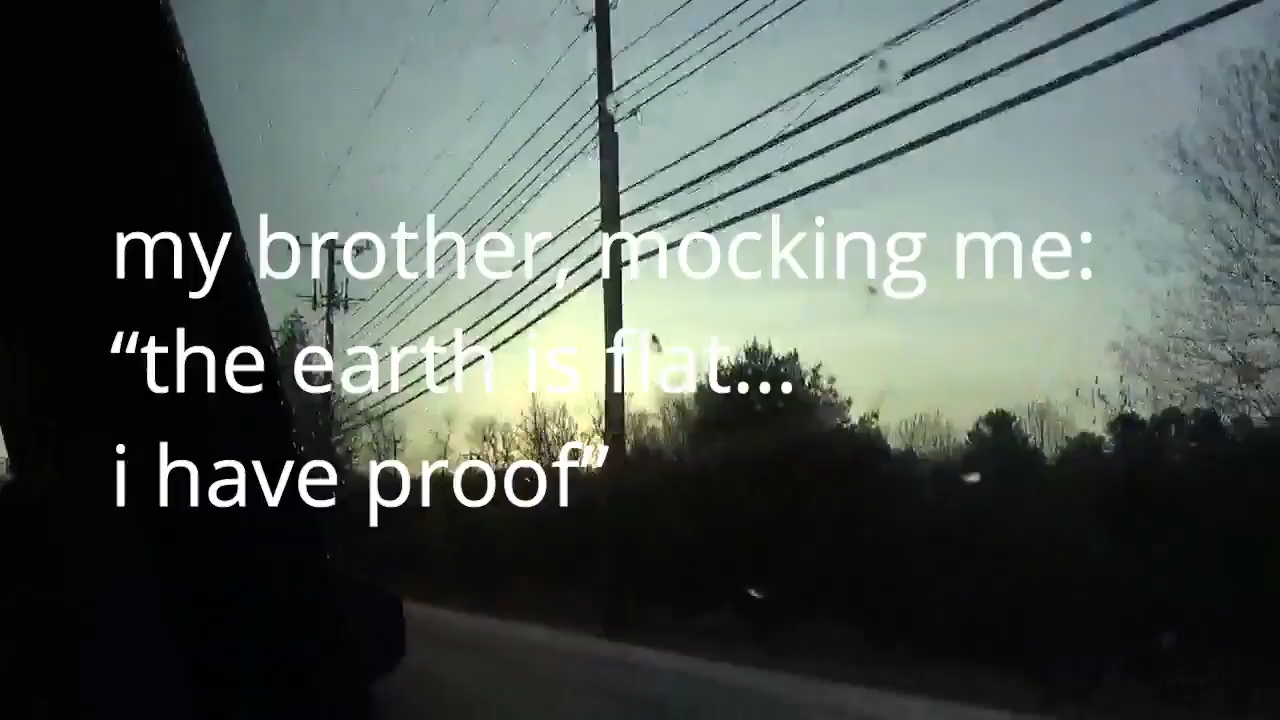 my brother, mocking me:
“the earth is flat...
i have proof”